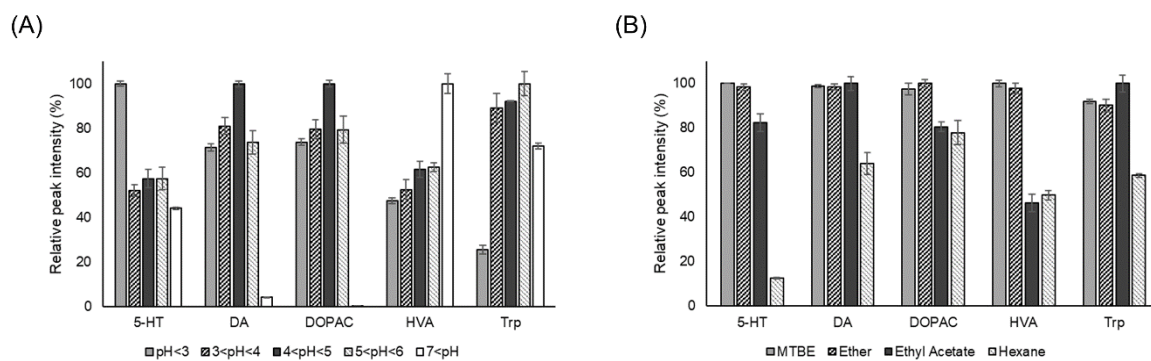 (A)
Relative peak intensity (%)
100
80
60
40
20
0
5-HT DA DOPAC HVA Trp
pH<3 3<pH<4 4<pH<5 5<pH<6 7<pH
(B)
Relative peak intensity (%)
100
80
60
40
20
0
5-HT DA DOPAC HVA Trp
MTBE Ether Ethyl Acetate Hexane